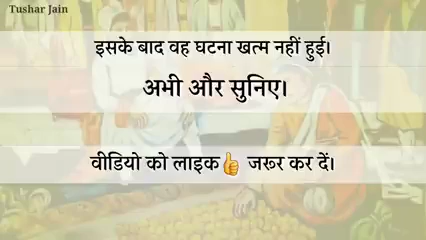 Tushar Jain
इसके बाद वह घटना खत्म नहीं हुई।
अभी और सुनिए।
वीडियो को लाइक👍 जरूर कर दें।